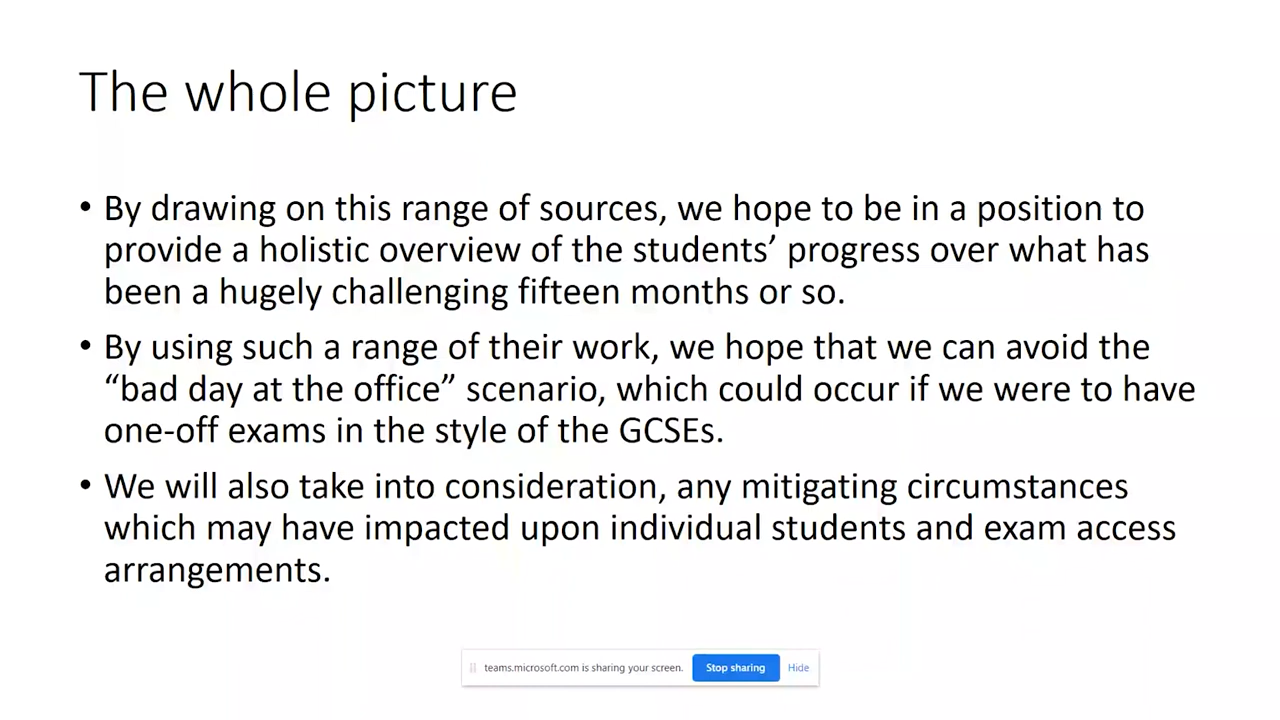 The whole picture
• By drawing on this range of sources, we hope to be in a position to
provide a holistic overview of the students’ progress over what has
been a hugely challenging fifteen months or so.
• By using such a range of their work, we hope that we can avoid the
“bad day at the office” scenario, which could occur if we were to have
one-off exams in the style of the GCSEs.
• We will also take into consideration, any mitigating circumstances
which may have impacted upon individual students and exam access
arrangements.
teams.microsoft.com is sharing your screen. Stop sharing Hide